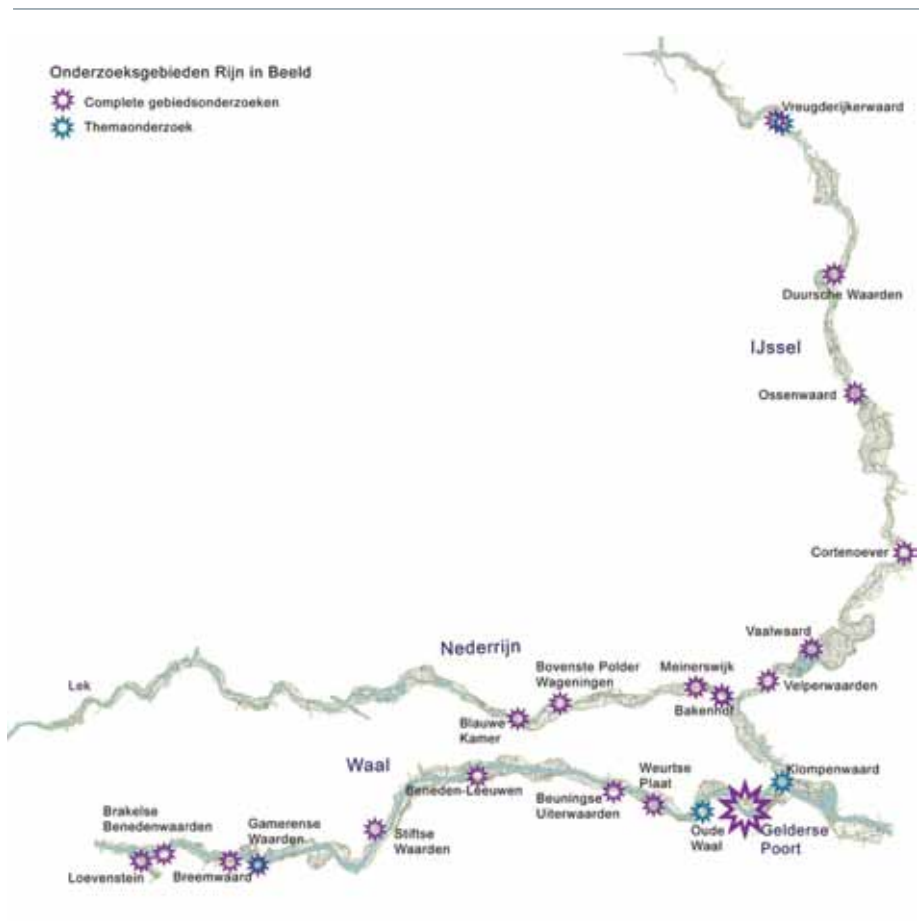 Onderzoeksgebieden Rijn in Beeld
Complete gebiedsonderzoeken
Themaonderzoek
Vreugderijkerwaard
Duursche Waarden
IJssel
Ossenwaard
Cortenoever
Vaalwaard
Nederrijn
Bovenste Polder
Wageningen
Meinerswijk
Velperwaarden
Lek
Bakenhof
Blauwe
Kamer
Waal
Weurtse
Plaat
Klompenwaard
Beneden-Leeuwen
Beuningse
Uiterwaarden
Brakelse
Benedenwaarden
Gamerense
Waarden
Stiftse
Waarden
Oude
Waal
Gelderse
Poort
Loevenstein
Breemwaard